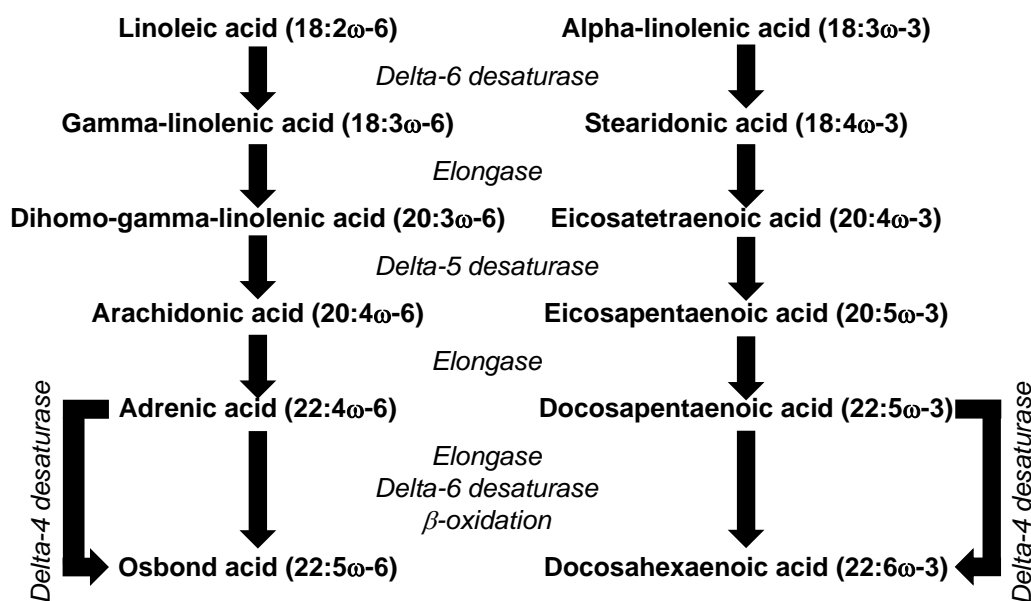 Linoleic acid (18:2ω-6)
Alpha-linolenic acid (18:3ω-3)
Delta-6 desaturase
Gamma-linolenic acid (18:3ω-6)
Stearidonic acid (18:4ω-3)
Elongase
Dihomo-gamma-linolenic acid (20:3ω-6)
Eicosatetraenoic acid (20:4ω-3)
Delta-5 desaturase
Arachidonic acid (20:4ω-6)
Eicosapentaenoic acid (20:5ω-3)
Elongase
Adrenic acid (22:4ω-6)
Docosapentaenoic acid (22:5ω-3)
Delta-4 desaturase
Elongase
Delta-6 desaturase
β-oxidation
Delta-4 desaturase
Osbond acid (22:5ω-6)
Docosahexaenoic acid (22:6ω-3)